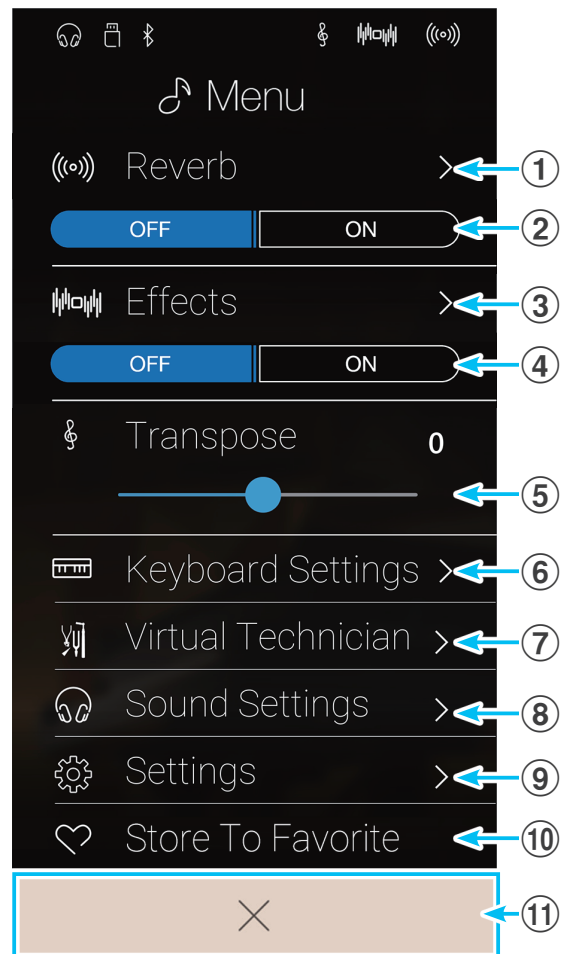 Menu
Reverb
①
OFF ON
②
Effects
③
OFF ON
④
Transpose 0
⑤
Keyboard Settings
⑥
Virtual Technician
⑦
Sound Settings
⑧
Settings
⑨
Store To Favorite
⑩
⑪